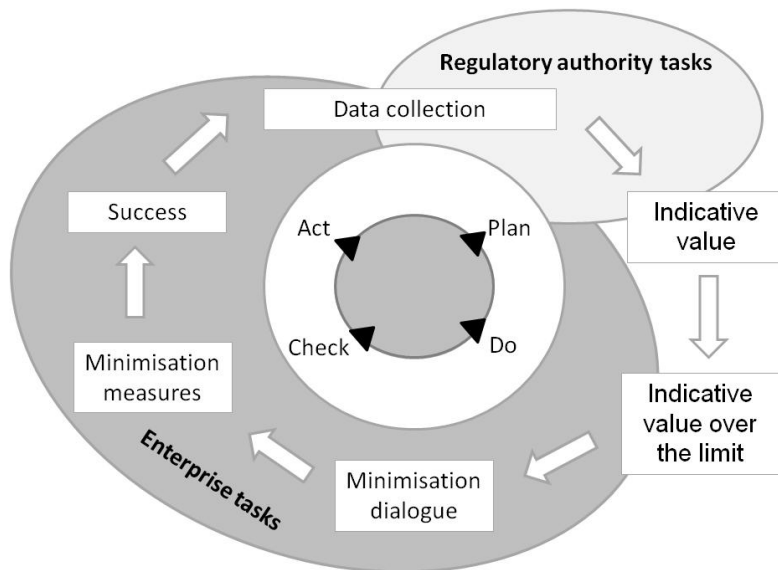 Regulatory authority tasks
Data collection
Success
Indicative
value
Act
Plan
Check
Do
Minimisation
measures
Indicative
value over
the limit
Enterprise tasks
Minimisation
dialogue